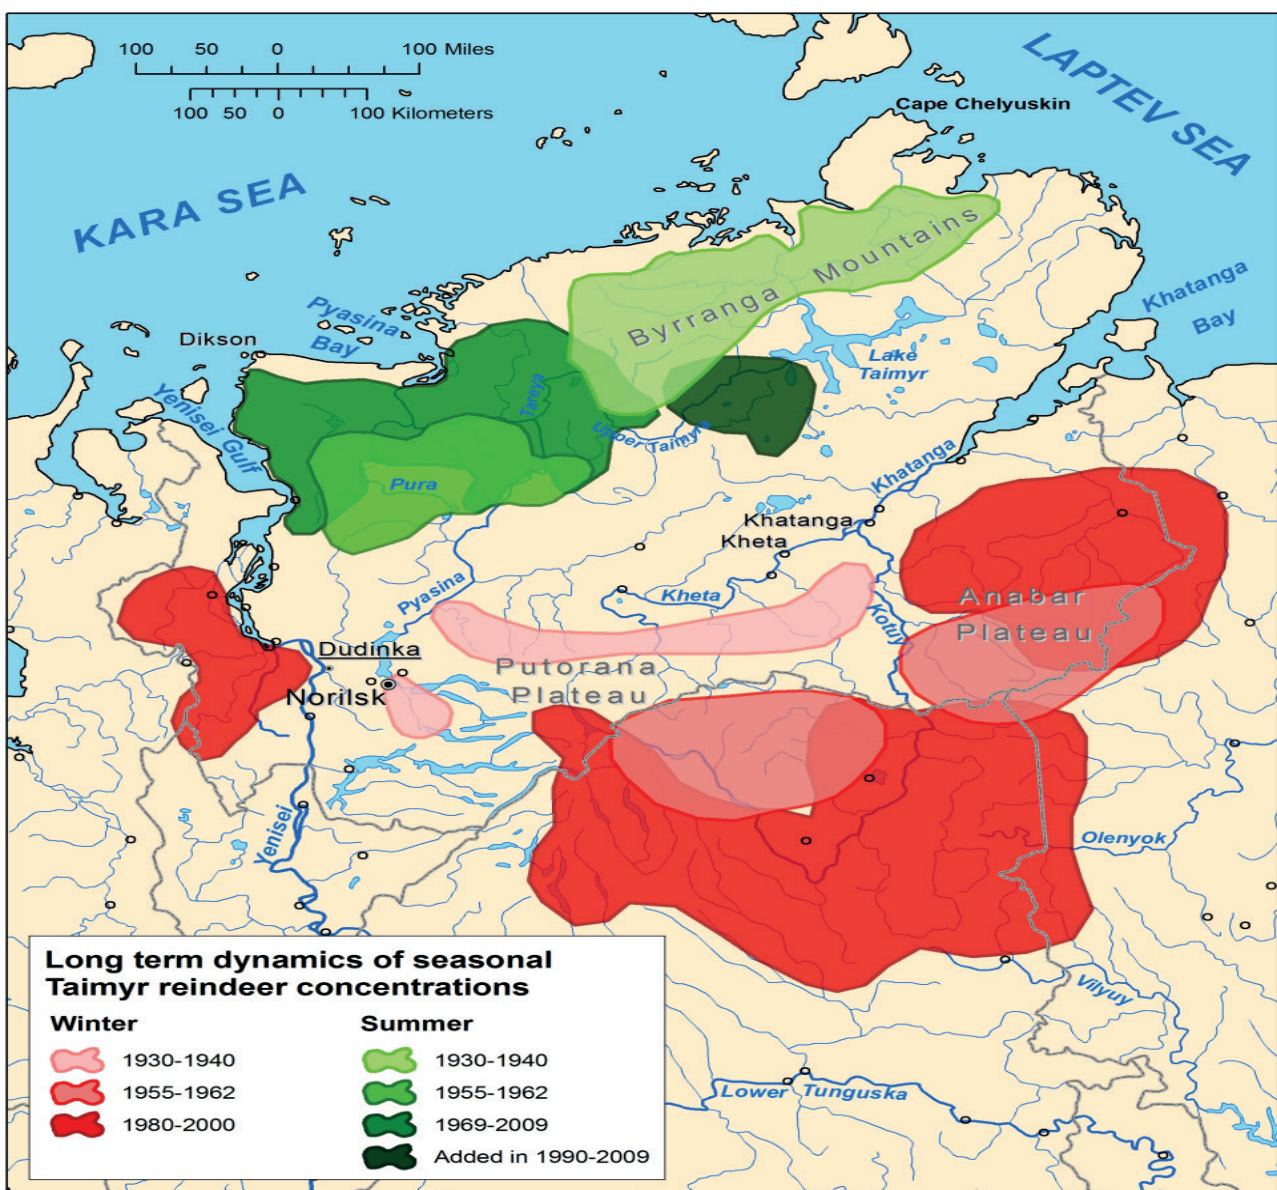 100 50 0 100 Miles
100 50 0 100 Kilometers
LAPTEV SEA
Cape Chelyuskin
KARA SEA
Byrranga Mountains
Khatanga
Bay
Pyasina
Bay
Dikson
Lake
Taimyr
Yenisei Gulf
Tareya
Upper Taimyra
Pura
Khatanga
Khatanga
Kheta
Pyasina
Kheta
Kotuy
Anabar
Plateau
Dudinka
Putorana
Plateau
Norilsk
Yenisei
Olenyok
Vilyuy
Lower Tunguska
Long term dynamics of seasonal
Taimyr reindeer concentrations
Winter
1930-1940
1955-1962
1980-2000
Summer
1930-1940
1955-1962
1969-2009
Added in 1990-2009